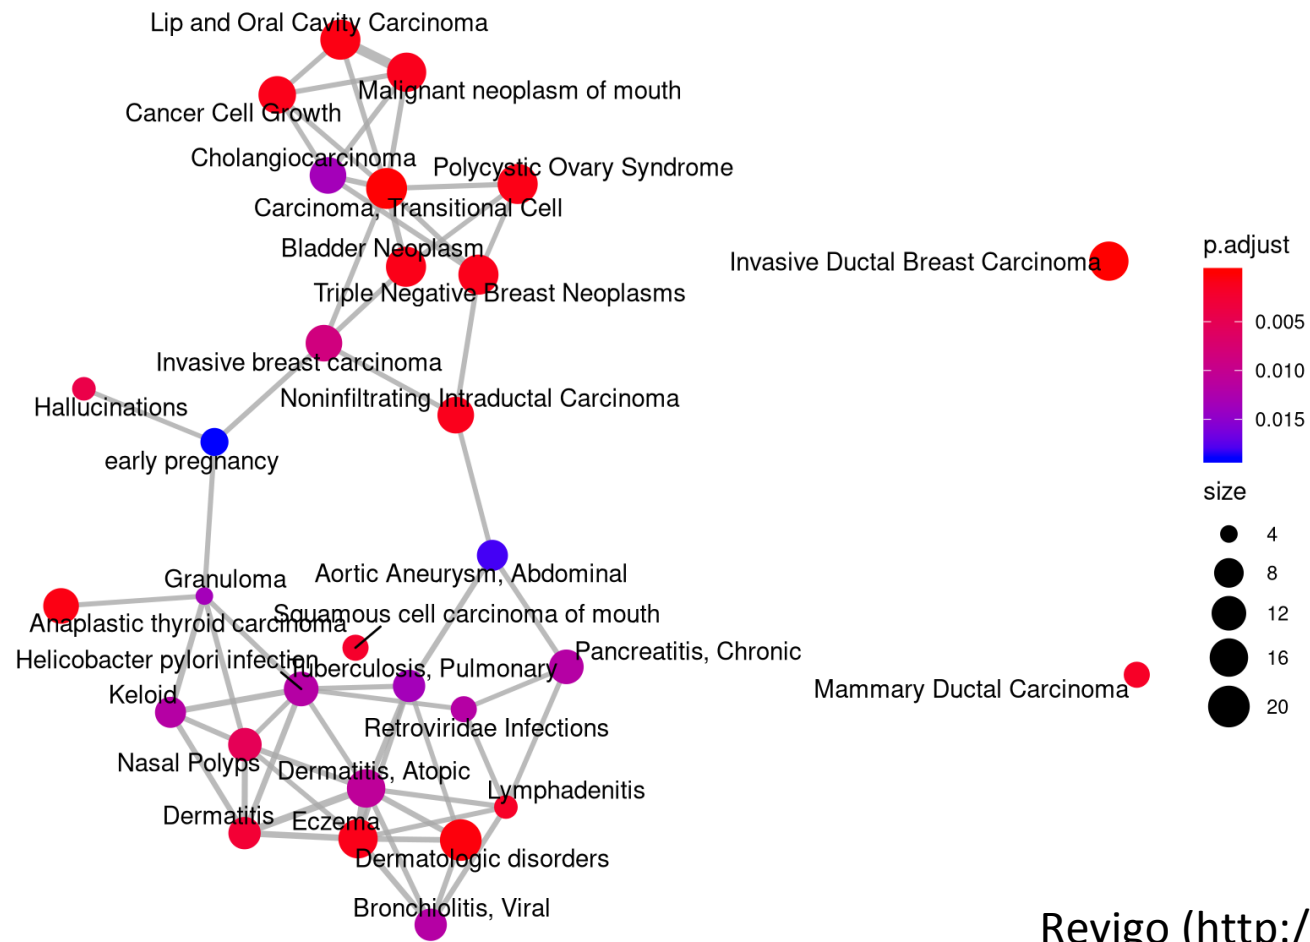 Lip and Oral Cavity Carcinoma
Malignant neoplasm of mouth
Cancer Cell Growth
Cholangiocarcinoma
Polycystic Ovary Syndrome
Carcinoma, Transitional Cell
Bladder Neoplasm
Triple Negative Breast Neoplasms
Invasive breast carcinoma
Noninfiltrating Intraductal Carcinoma
Hallucinations
early pregnancy
Granuloma
Aortic Aneurysm, Abdominal
Squamous cell carcinoma of mouth
Anaplastic thyroid carcinoma
Helicobacter pylori infection
Tuberculosis, Pulmonary
Pancreatitis, Chronic
Keloid
Retroviridae Infections
Nasal Polyps
Dermatitis, Atopic
Lymphadenitis
Dermatitis
Eczema
Dermatologic disorders
Bronchiolitis, Viral
Invasive Ductal Breast Carcinoma
Mammary Ductal Carcinoma
p.adjust
0.005
0.010
0.015
size
4
8
12
16
20
Revigo (http:/